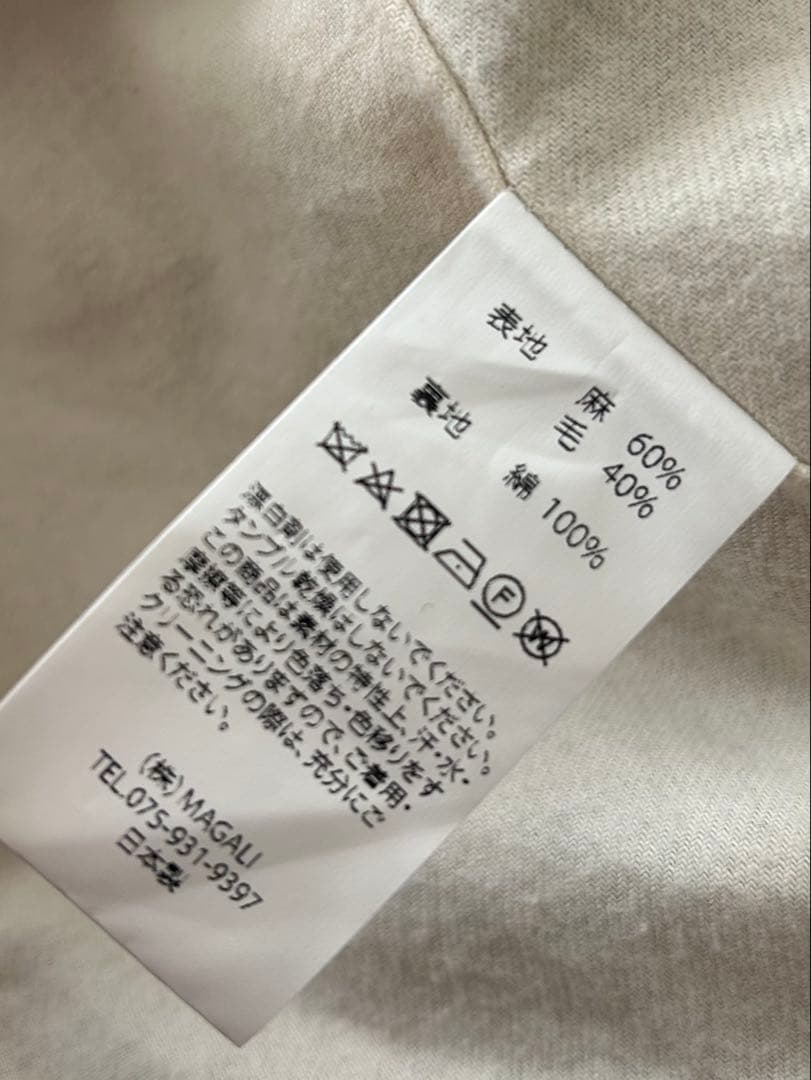 表地 麻 60%
毛 40%
裏地 綿 100%
F W
漂白剤は使用しないでください。
タンブル乾燥はしないでください。
この商品は素材の特性上、汗・水・
摩擦等により色落ち・色移りをす
る恐れがありますので、ご着用・
クリーニングの際は、充分にご
注意ください。
(株)MAGALI
TEL.075-931-9397
日本製